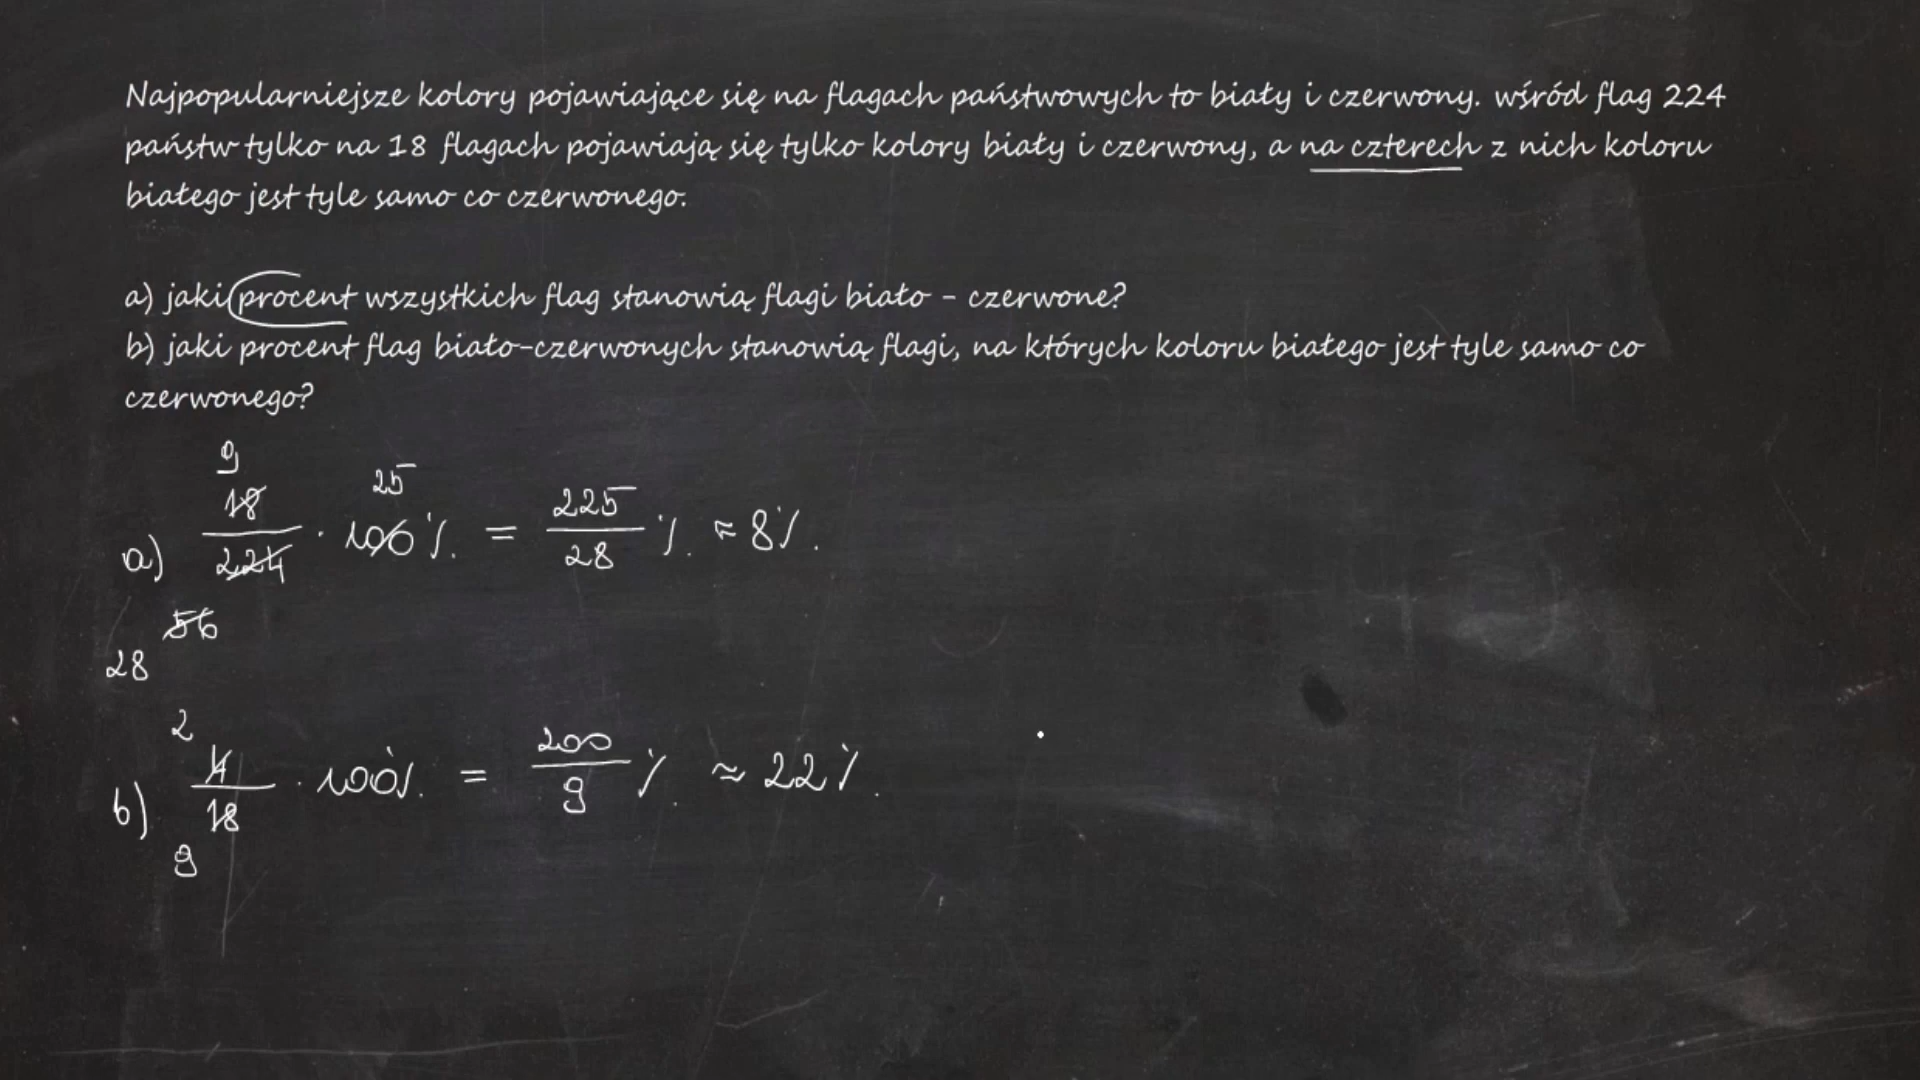 Najpopularniejsze kolory pojawiające się na flagach państwowych to biały i czerwony. wśród flag 224
państw tylko na 18 flagach pojawiają się tylko kolory biały i czerwony, a na czterech z nich koloru
białego jest tyle samo co czerwonego.
a) jaki procent wszystkich flag stanowią flagi biało - czerwone?
b) jaki procent flag biało-czerwonych stanowią flagi, na których koloru białego jest tyle samo co
czerwonego?
9 25
a) 18/224 · 100% = 225/28 % ≈ 8%
56
28
2
b) 4/18 · 100% = 200/9 % ≈ 22%
9